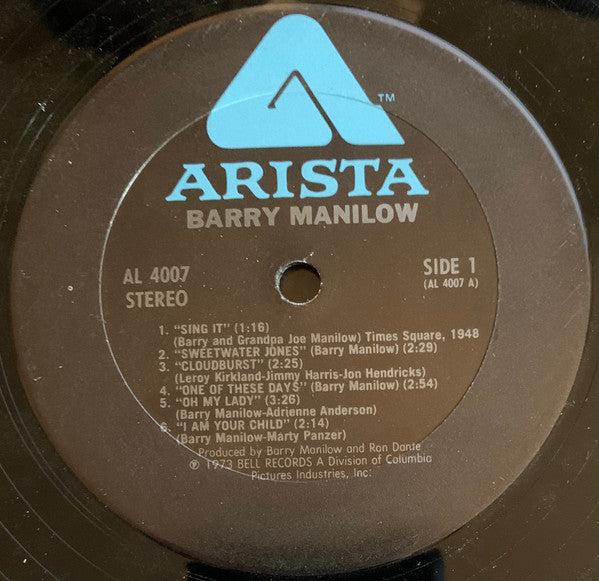 ™
ARISTA
BARRY MANILOW
AL 4007
STEREO
SIDE 1
(AL 4007 A)
1. "SING IT" (1:16)
(Barry and Grandpa Joe Manilow) Times Square, 1948
2. "SWEETWATER JONES" (Barry Manilow) (2:29)
3. "CLOUDBURST" (2:25)
(Leroy Kirkland-Jimmy Harris-Jon Hendricks)
4. "ONE OF THESE DAYS" (Barry Manilow) (2:54)
5. "OH MY LADY" (3:26)
(Barry Manilow-Adrienne Anderson)
6. "I AM YOUR CHILD" (2:14)
(Barry Manilow-Marty Panzer)
Produced by Barry Manilow and Ron Dante
℗ 1973 BELL RECORDS A Division of Columbia
Pictures Industries, Inc.